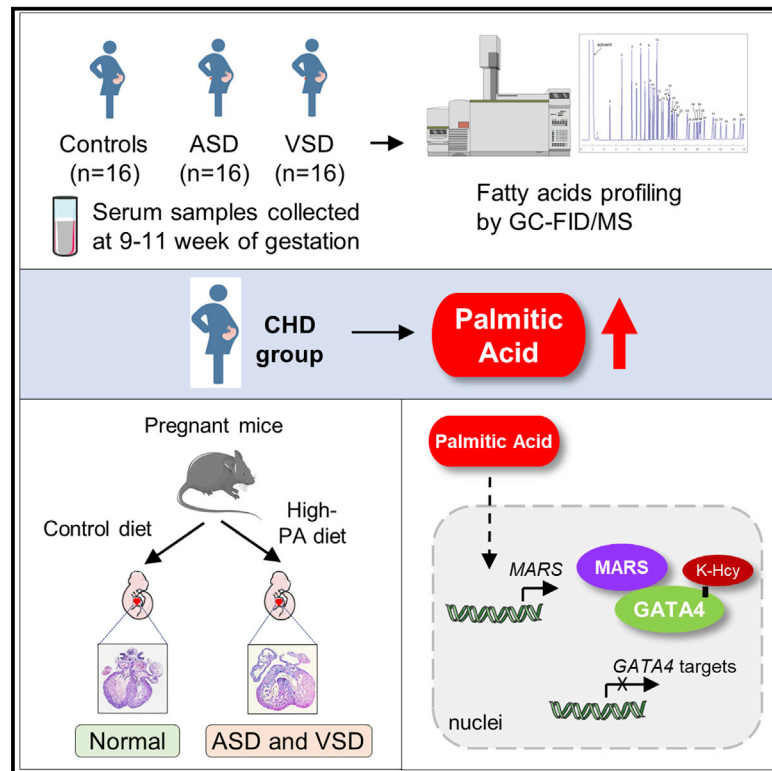 Controls
(n=16)
ASD
(n=16)
VSD
(n=16)
Serum samples collected
at 9-11 week of gestation
solvent
Fatty acids profiling
by GC-FID/MS
CHD
group
Palmitic
Acid
Pregnant mice
Control diet
High-
PA diet
Normal
ASD and VSD
Palmitic Acid
MARS
MARS
K-Hcy
GATA4
GATA4 targets
nuclei